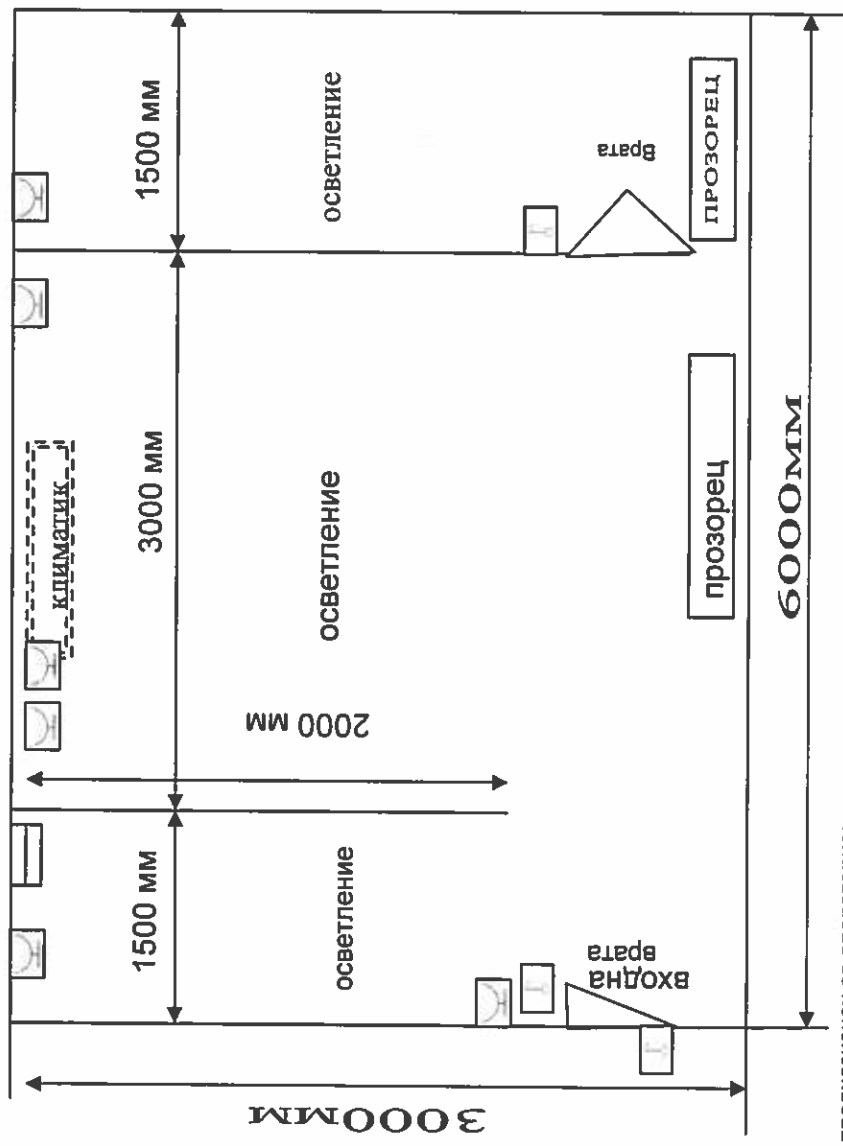 1500 мм
3000 мм
1500 мм
климатик
осветление
осветление
осветление
2000 мм
Врата
ВХОДНА
врата
прозорец
ПРОЗОРЕЦ
3000ММ
6000ММ